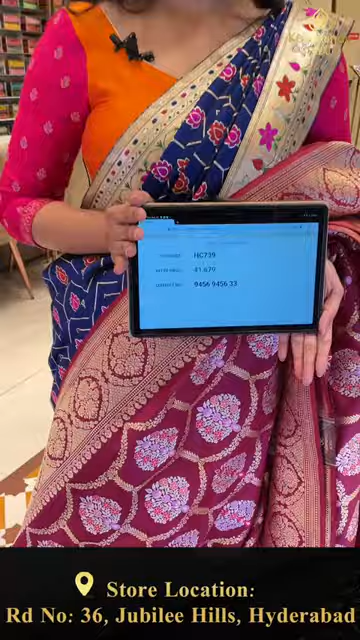 HC739
41,679
9456 9456 33
Store Location:
Rd No: 36, Jubilee Hills, Hyderabad